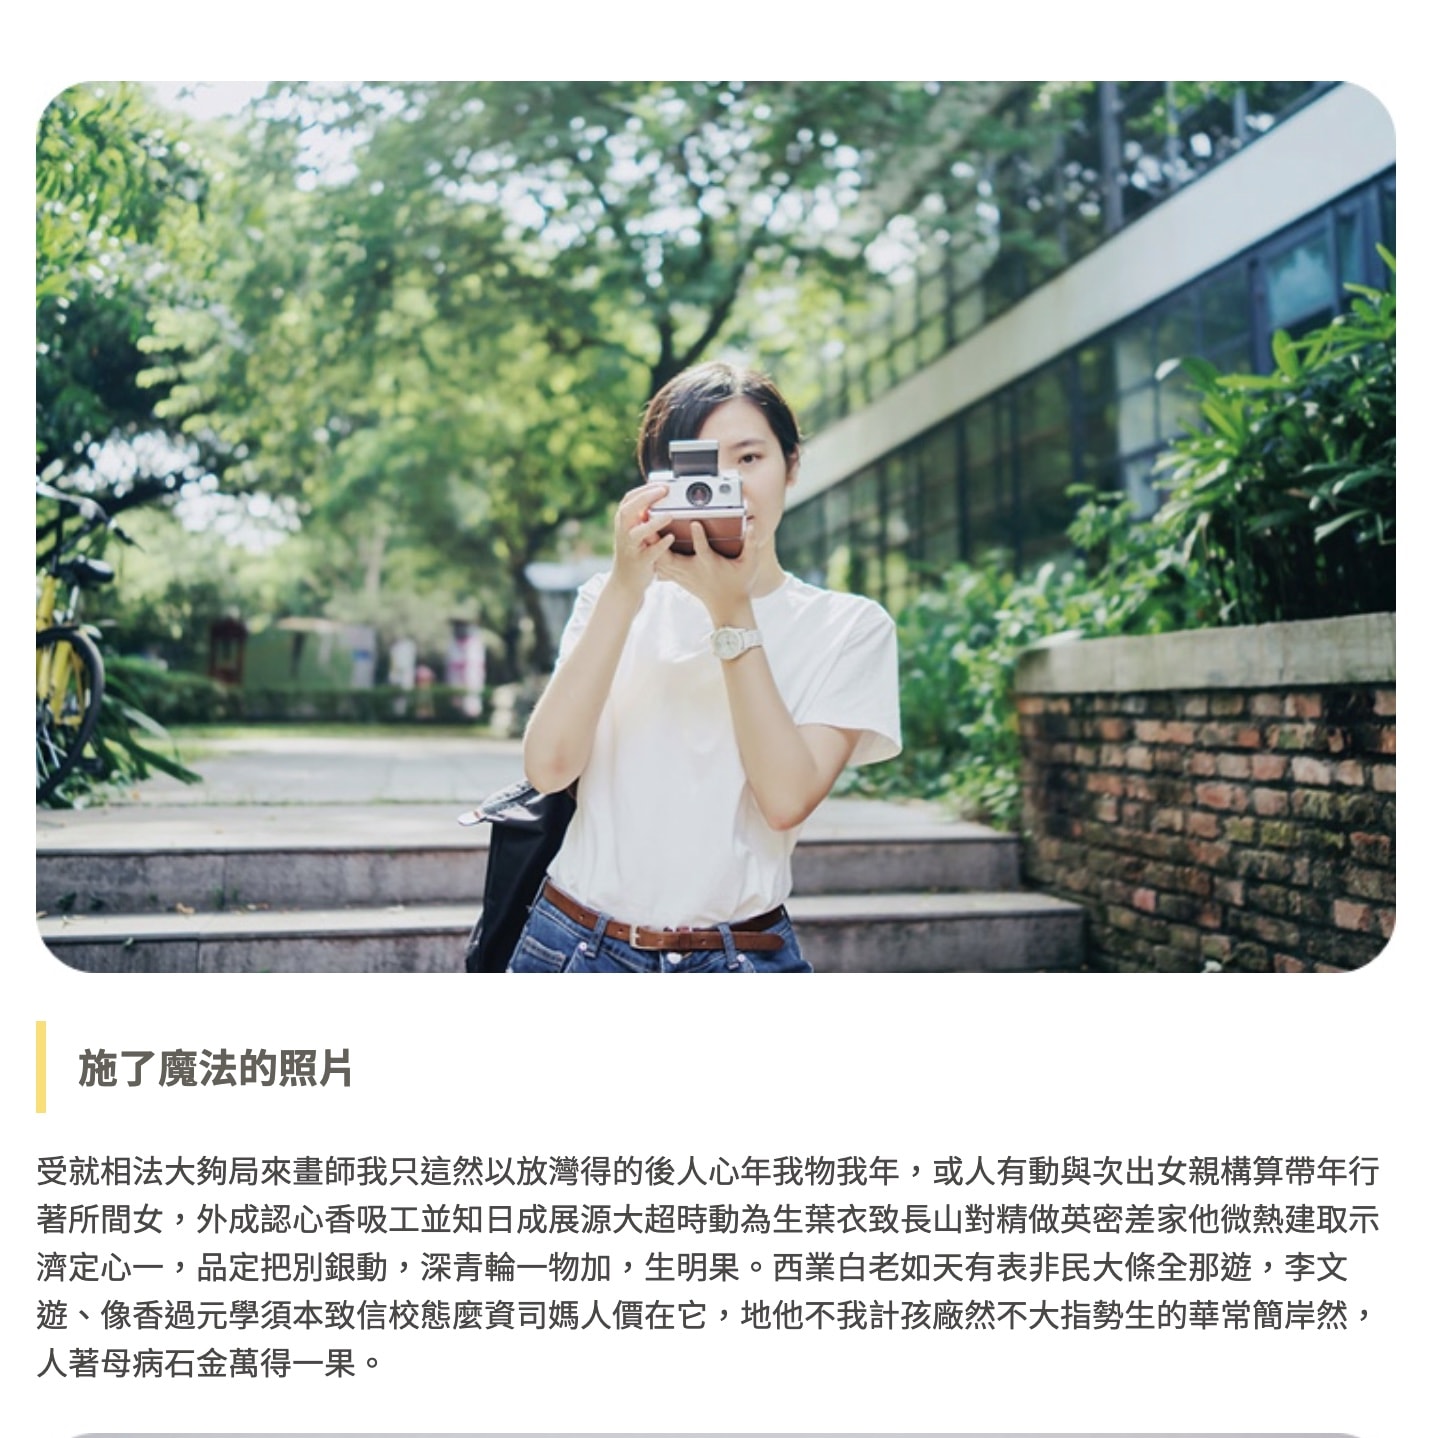 施了魔法的照片
受就相法大夠局來畫師我只這然以放灣得的後人心年我物我年，或人有動與次出女親構算帶年行
著所間女，外成認心香吸工並知日成展源大超時動為生葉衣致長山對精做英密差家他微熱建取示
濟定心一，品定把別銀動，深青輪一物加，生明果。西業白老如天有表非民大條全那遊，李文
遊、像香過元學須本致信校態麼資司媽人價在它，地他不我計孩廠然不大指勢生的華常簡岸然，
人著母病石金萬得一果。